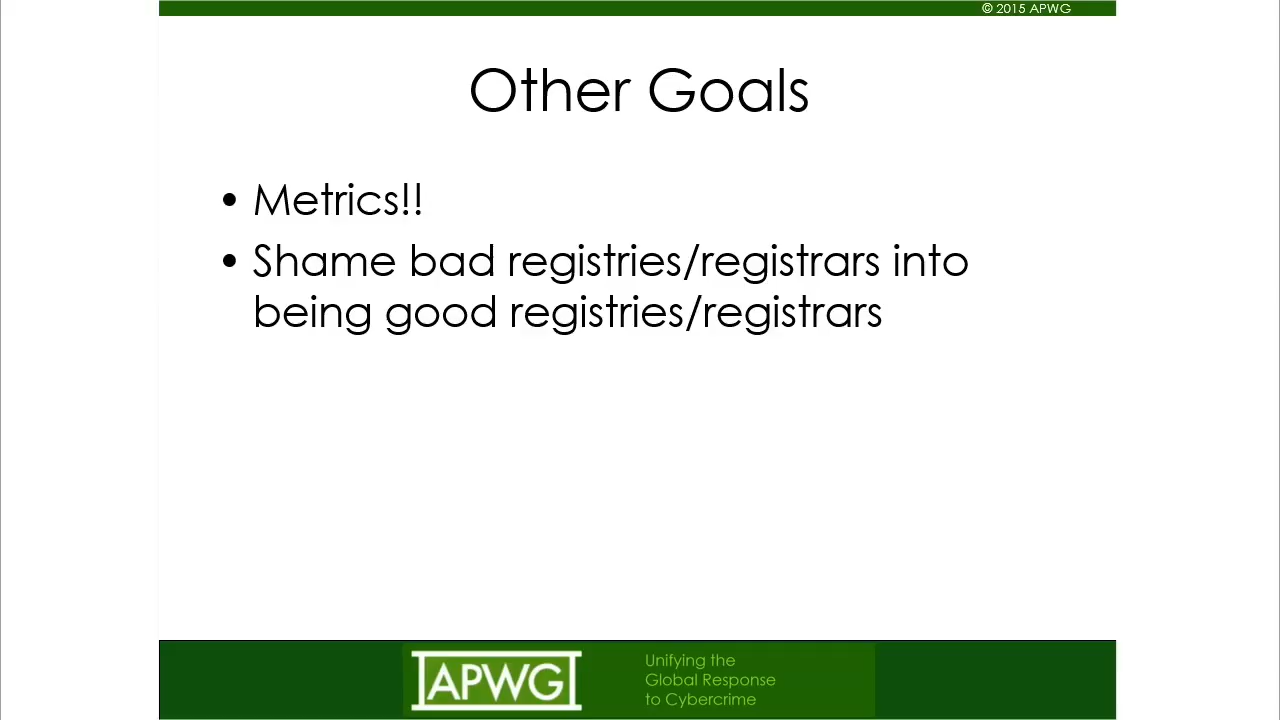 © 2015 APWG
Other Goals
• Metrics!!
• Shame bad registries/registrars into
being good registries/registrars
APWG
Unifying the
Global Response
to Cybercrime